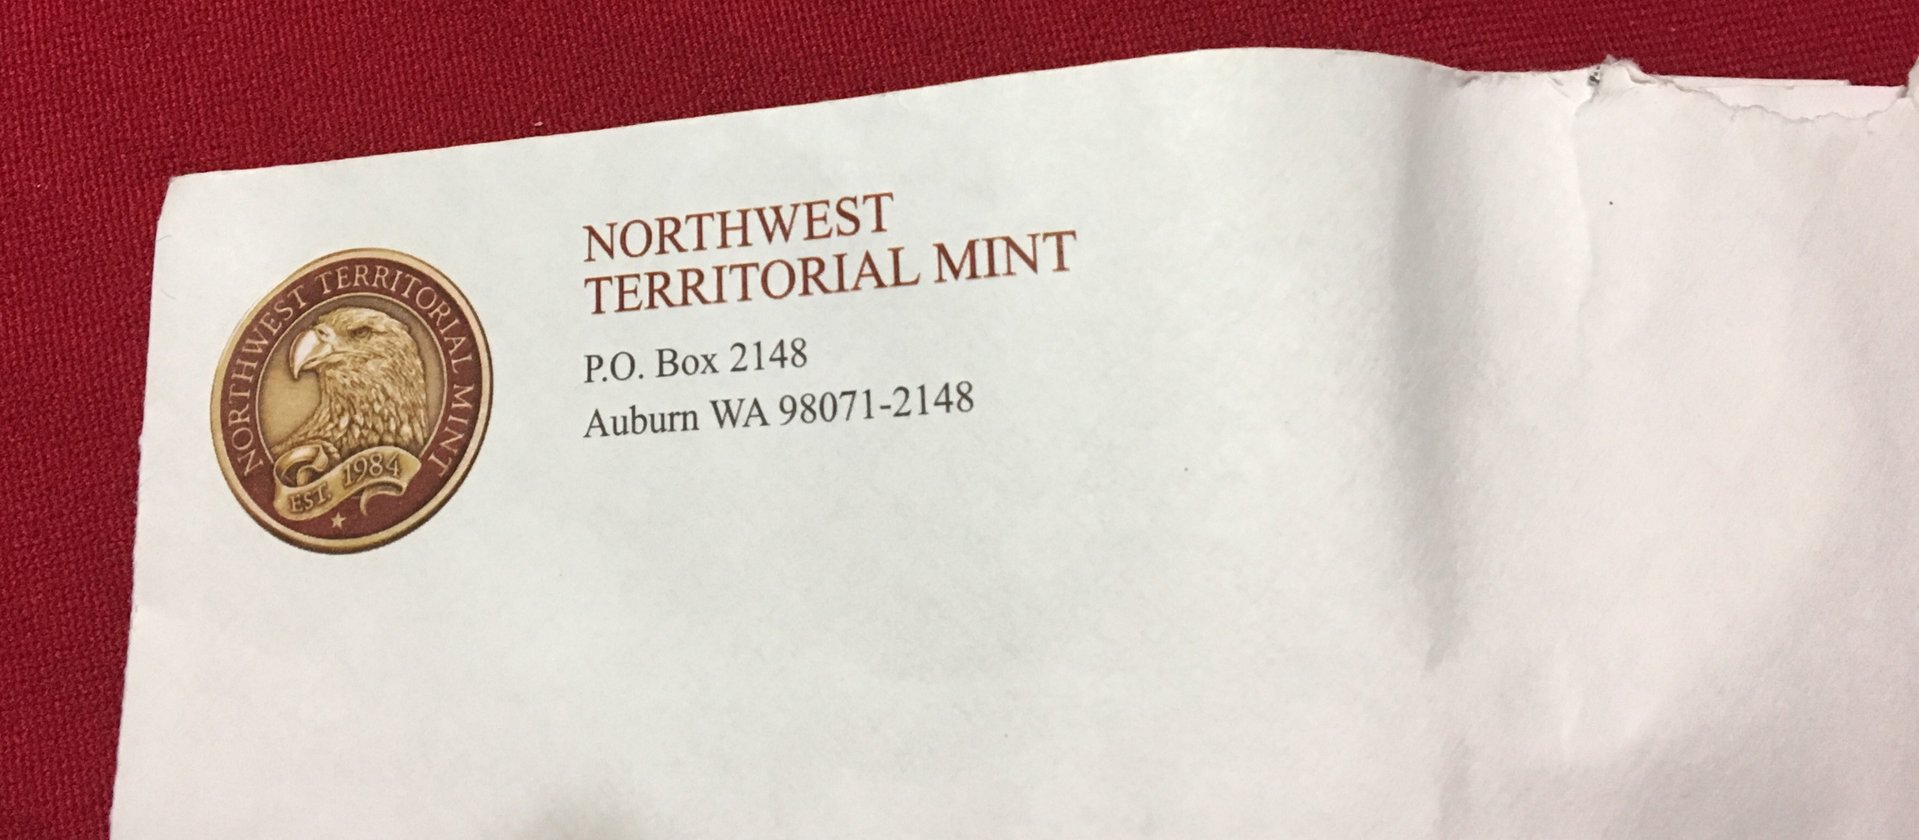 NORTHWEST TERRITORIAL MINT
EST. 1984
NORTHWEST
TERRITORIAL MINT
P.O. Box 2148
Auburn WA 98071-2148